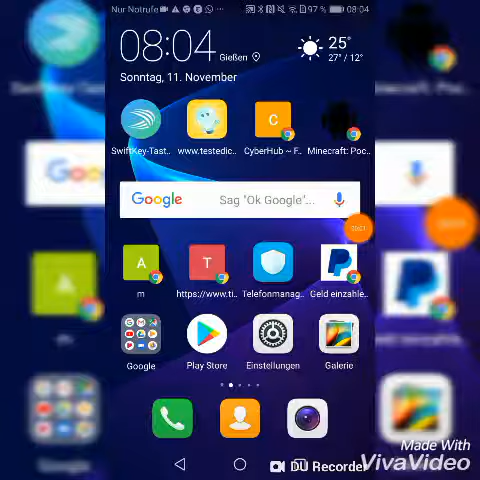 Nur Notrufe
97 % 08:04
08:04 Gießen
25°
27° / 12°
Sonntag, 11. November
SwiftKey-Tast.. www.testedic.. CyberHub ~ F.. Minecraft: Poc...
Google Sag "Ok Google"...
A C T
m https://www.ti.. Telefonmanag.. Geld einzahle..
Google Play Store Einstellungen Galerie
DU Recorder
Made With
VivaVideo